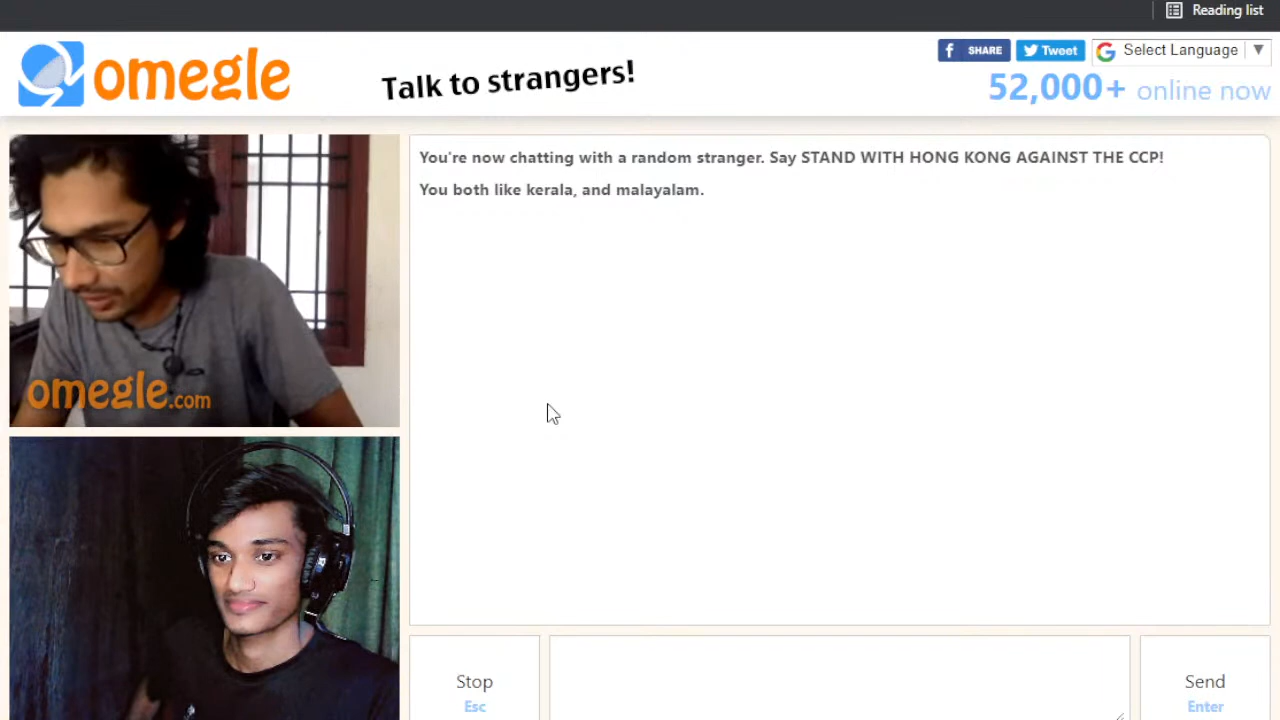 Reading list
omegle
Talk to strangers!
SHARE
Tweet
Select Language
52,000+ online now
You're now chatting with a random stranger. Say STAND WITH HONG KONG AGAINST THE CCP!
You both like kerala, and malayalam.
omegle.com
Stop
Esc
Send
Enter